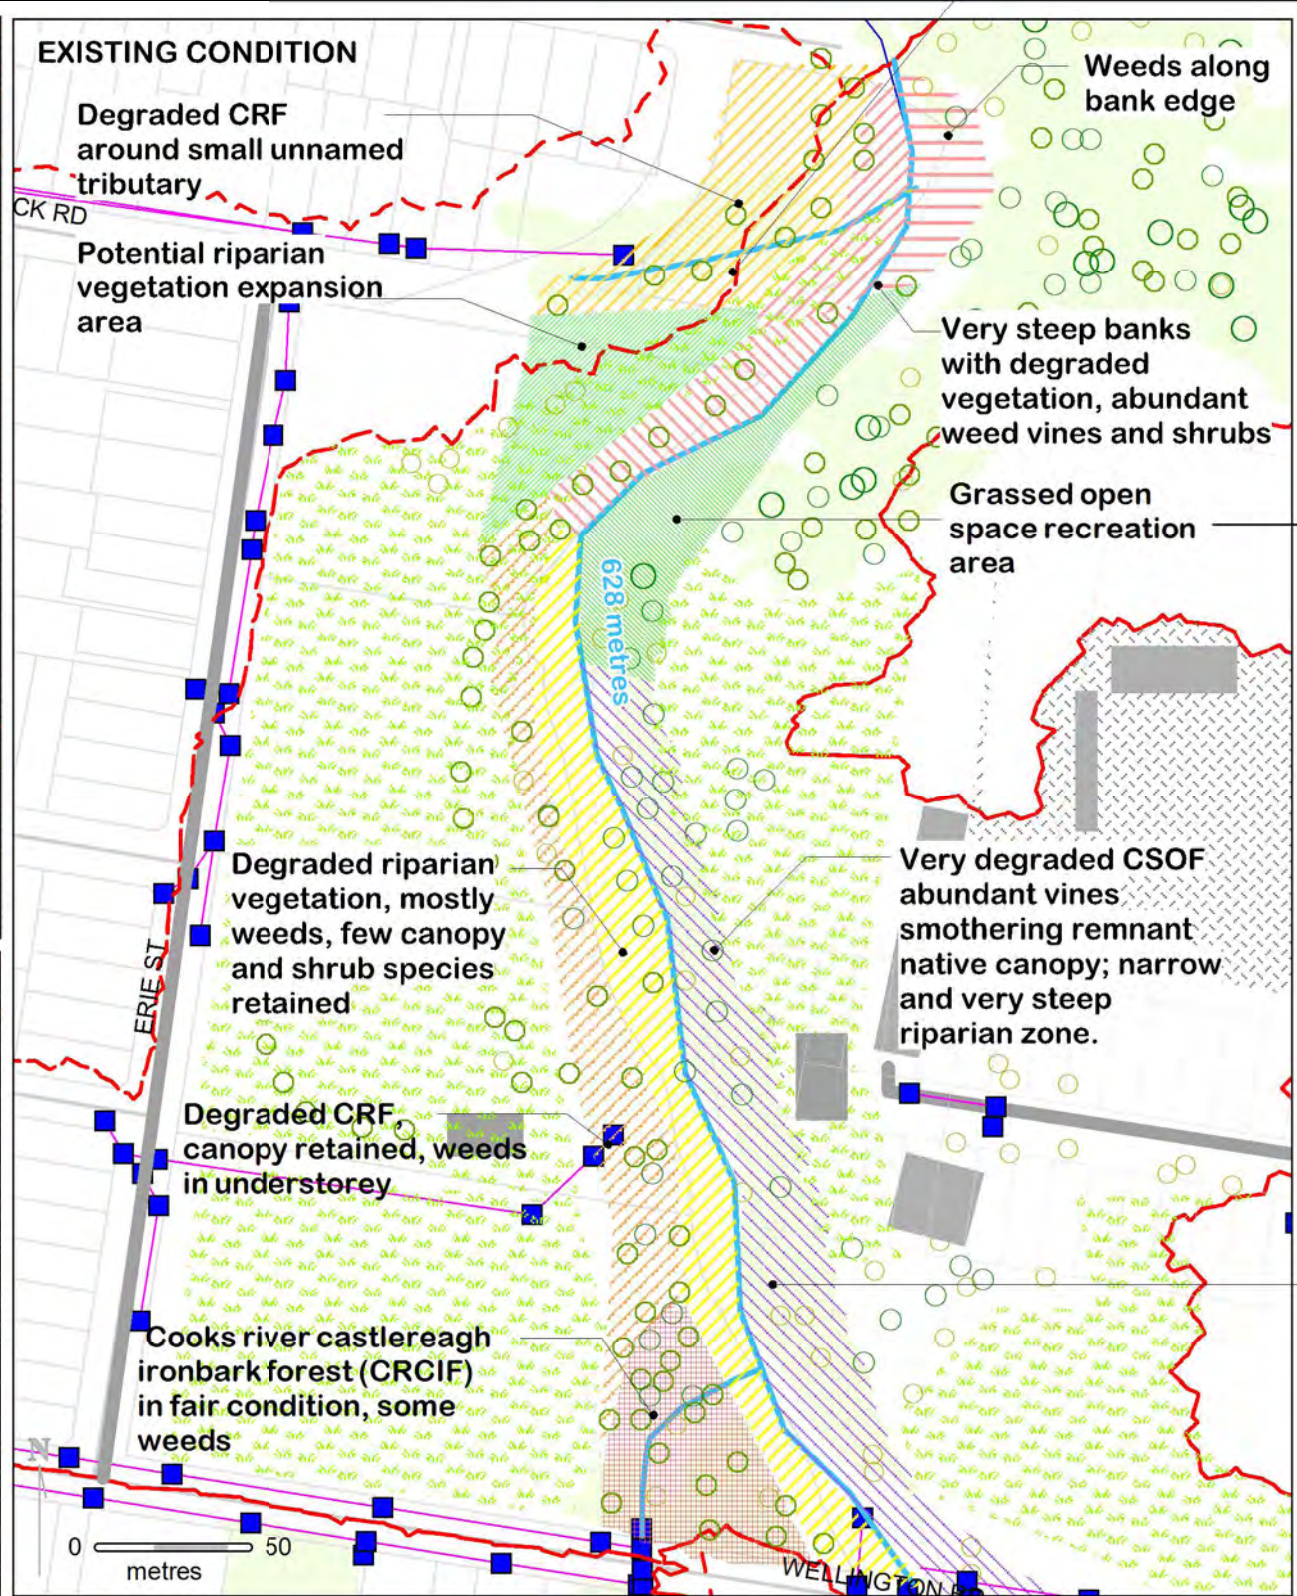 EXISTING CONDITION
Degraded CRF
around small unnamed
tributary
CK RD
Potential riparian
vegetation expansion
area
Weeds along
bank edge
Very steep banks
with degraded
vegetation, abundant
weed vines and shrubs
Grassed open
space recreation
area
628 metres
Degraded riparian
vegetation, mostly
weeds, few canopy
and shrub species
retained
Very degraded CSOF
abundant vines
smothering remnant
native canopy; narrow
and very steep
riparian zone.
ERIE ST
Degraded CRF,
canopy retained, weeds
in understorey
Cooks river castlereagh
ironbark forest (CRCIF)
in fair condition, some
weeds
N
0 50
metres
WELLINGTON RD